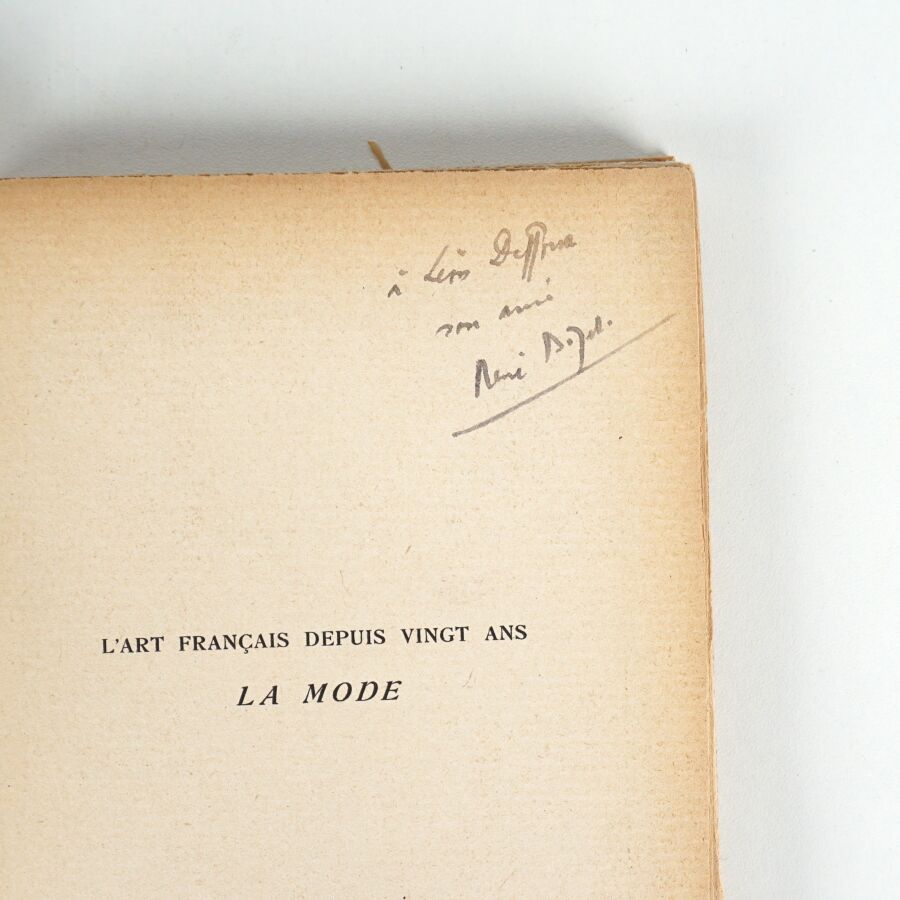 à Léon Deffoux
son ami
René Bizet.
L'ART FRANÇAIS DEPUIS VINGT ANS
LA MODE